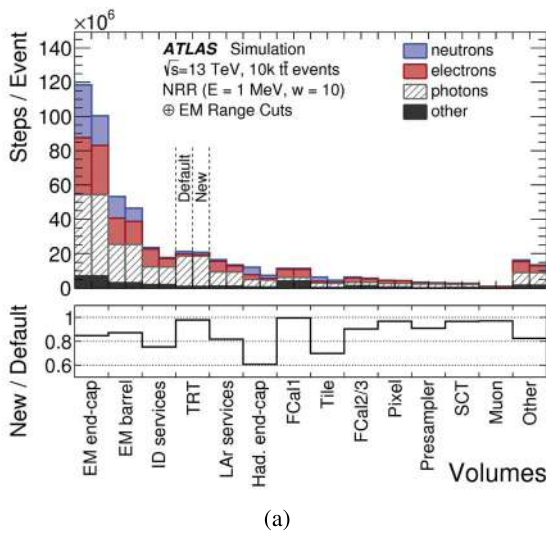 ×10⁶
140
120
100
80
60
40
20
0
Steps / Event
ATLAS Simulation
√s=13 TeV, 10k tt̄ events
NRR (E = 1 MeV, w = 10)
⊕ EM Range Cuts
neutrons
electrons
photons
other
Default
New
1
0.8
0.6
New / Default
EM end-cap
EM barrel
ID services
TRT
LAr services
Had. end-cap
FCal1
Tile
FCal2/3
Pixel
Presampler
SCT
Muon
Other
Volumes
(a)